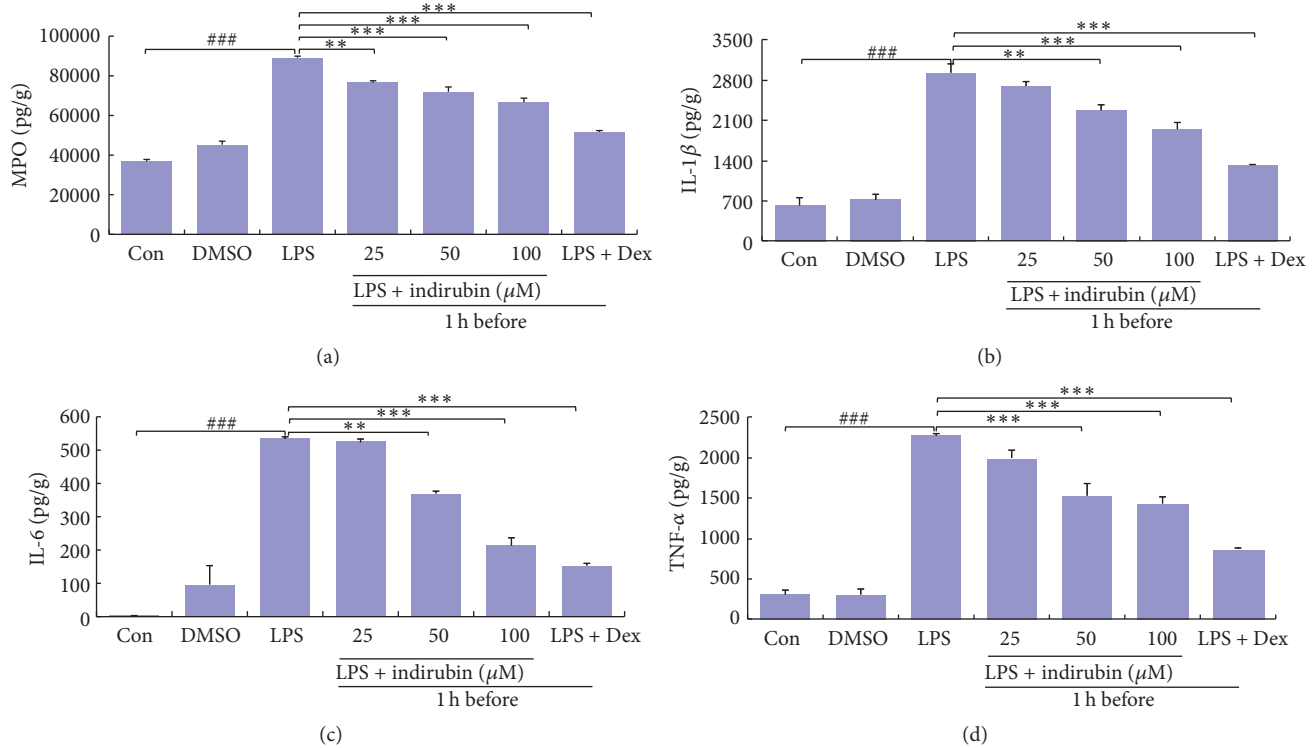 ***
***
***
**
###
MPO (pg/g)
100000
80000
60000
40000
20000
0
Con DMSO LPS 25 50 100 LPS + Dex
LPS + indirubin (μM)
1 h before
(a)
***
***
**
###
IL-1β (pg/g)
3500
2800
2100
1400
700
0
Con DMSO LPS 25 50 100 LPS + Dex
LPS + indirubin (μM)
1 h before
(b)
***
***
**
###
IL-6 (pg/g)
600
500
400
300
200
100
0
Con DMSO LPS 25 50 100 LPS + Dex
LPS + indirubin (μM)
1 h before
(c)
***
***
***
###
TNF-α (pg/g)
2500
2000
1500
1000
500
0
Con DMSO LPS 25 50 100 LPS + Dex
LPS + indirubin (μM)
1 h before
(d)